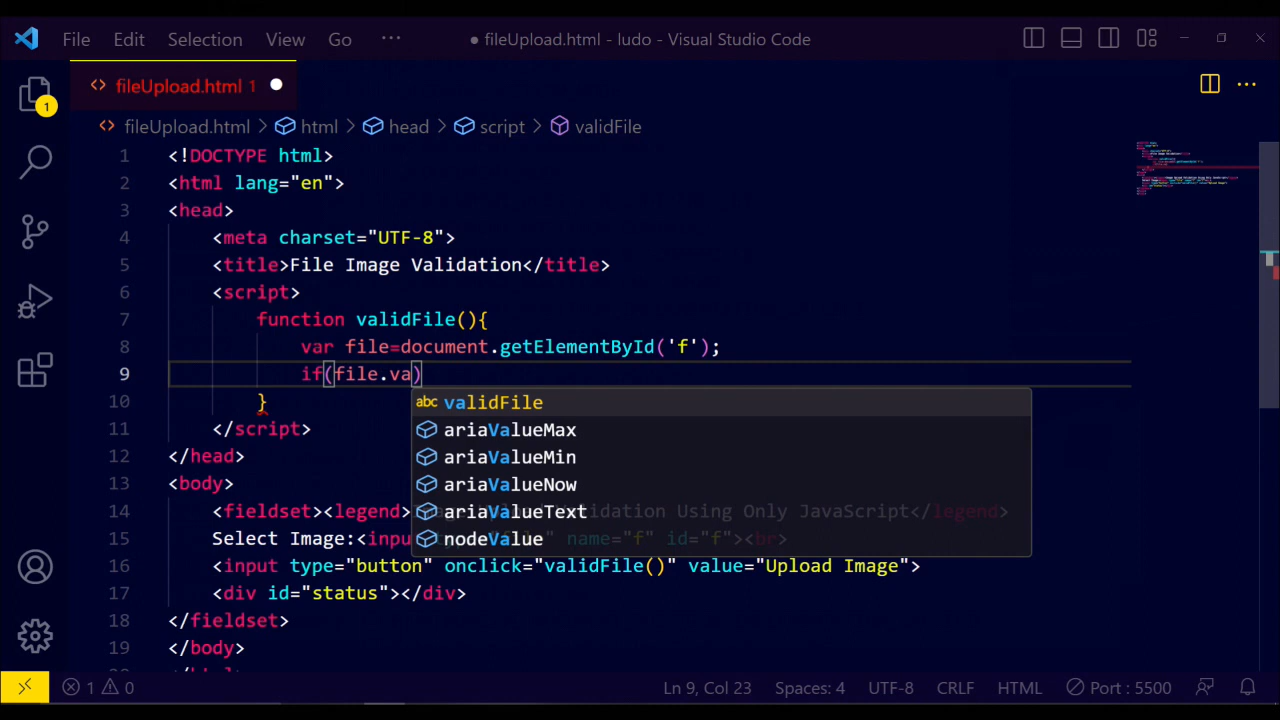 File Edit Selection View Go ··· ● fileUpload.html - ludo - Visual Studio Code
fileUpload.html 1
1
fileUpload.html > html > head > script > validFile
1 <!DOCTYPE html>
2 <html lang="en">
3 <head>
4 <meta charset="UTF-8">
5 <title>File Image Validation</title>
6 <script>
7 function validFile(){
8 var file=document.getElementById('f');
9 if(file.va)
10 }
abc validFile
11 </script>
ariaValueMax
12 </head>
ariaValueMin
13 <body>
ariaValueNow
14 <fieldset><legend> Validation Using Only JavaScript</legend>
ariaValueText
15 Select Image:<input name="f" id="f"><br>
nodeValue
16 <input type="button" onclick="validFile()" value="Upload Image">
17 <div id="status"></div>
18 </fieldset>
19 </body>
1 0 Ln 9, Col 23 Spaces: 4 UTF-8 CRLF HTML Port : 5500